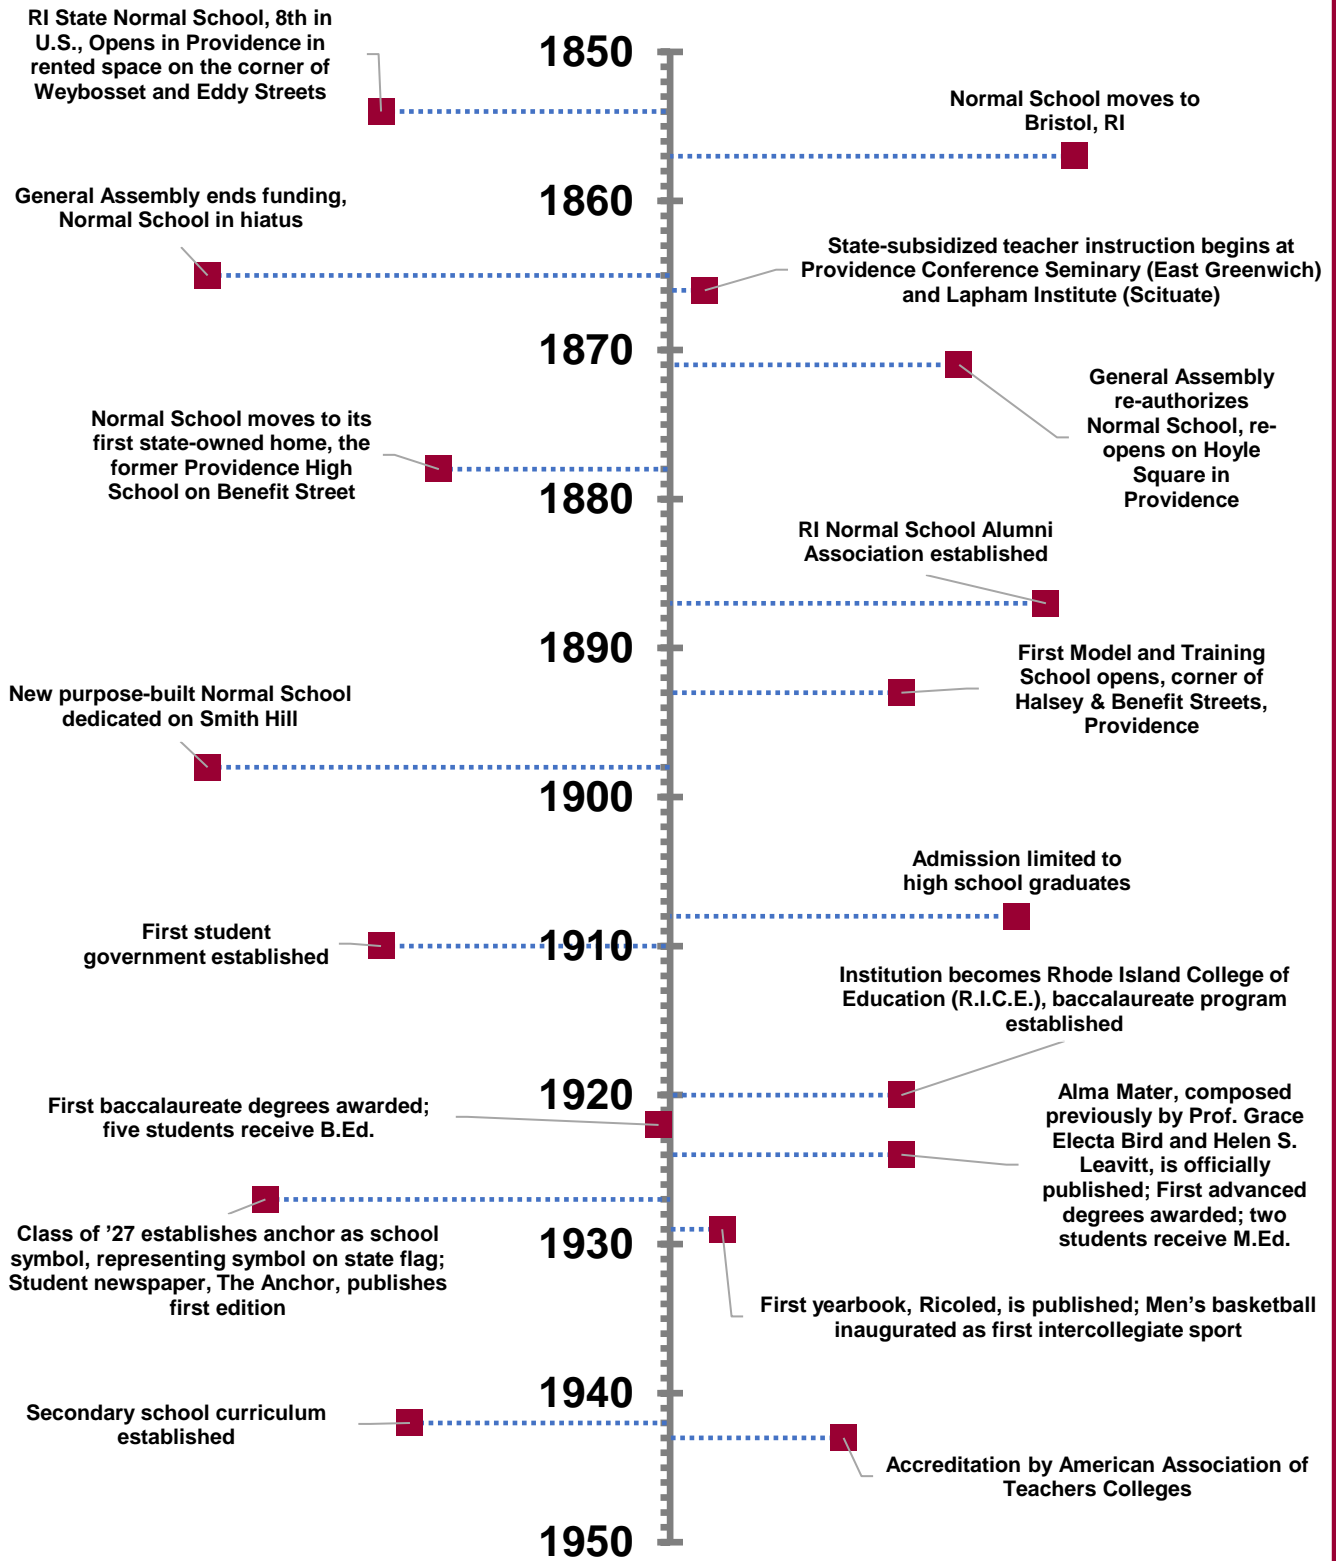 RI State Normal School, 8th in
U.S., Opens in Providence in
rented space on the corner of
Weybosset and Eddy Streets
1850
Normal School moves to
Bristol, RI
General Assembly ends funding,
Normal School in hiatus
1860
State-subsidized teacher instruction begins at
Providence Conference Seminary (East Greenwich)
and Lapham Institute (Scituate)
1870
General Assembly
re-authorizes
Normal School, re-
opens on Hoyle
Square in
Providence
Normal School moves to its
first state-owned home, the
former Providence High
School on Benefit Street
1880
RI Normal School Alumni
Association established
1890
First Model and Training
School opens, corner of
Halsey & Benefit Streets,
Providence
New purpose-built Normal School
dedicated on Smith Hill
1900
Admission limited to
high school graduates
First student
government established
1910
Institution becomes Rhode Island College of
Education (R.I.C.E.), baccalaureate program
established
1920
First baccalaureate degrees awarded;
five students receive B.Ed.
Alma Mater, composed
previously by Prof. Grace
Electa Bird and Helen S.
Leavitt, is officially
published; First advanced
degrees awarded; two
students receive M.Ed.
Class of ’27 establishes anchor as school
symbol, representing symbol on state flag;
Student newspaper, The Anchor, publishes
first edition
1930
First yearbook, Ricoled, is published; Men’s basketball
inaugurated as first intercollegiate sport
1940
Secondary school curriculum
established
Accreditation by American Association of
Teachers Colleges
1950